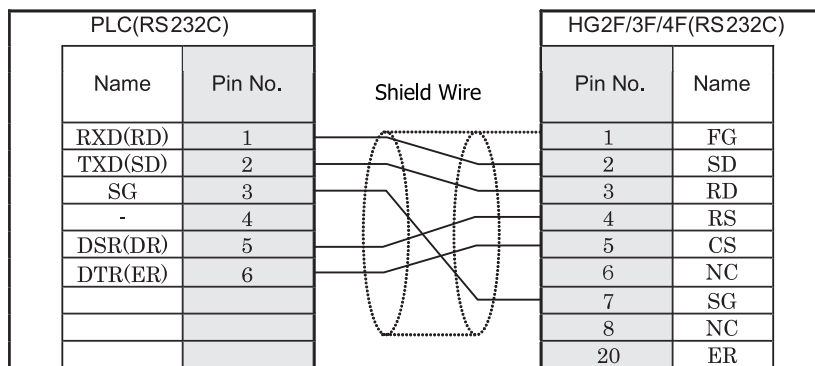 PLC(RS232C) HG2F/3F/4F(RS232C)
Name Pin No. Shield Wire Pin No. Name
RXD(RD) 1 1 FG
TXD(SD) 2 2 SD
SG 3 3 RD
- 4 4 RS
DSR(DR) 5 5 CS
DTR(ER) 6 6 NC
7 SG
8 NC
20 ER